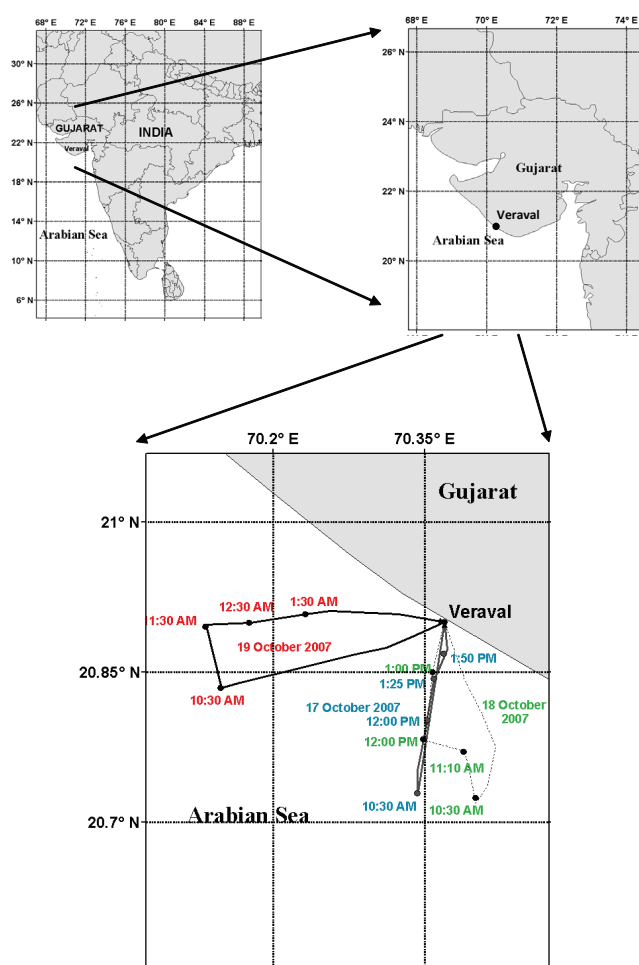 68° E 72° E 76° E 80° E 84° E
30° N
26° N
22° N
18° N
14° N
10° N
6° N
GUJARAT
INDIA
Veraval
Arabian Sea
68° E 70° E 72° E 74° E
26° N
24° N
22° N
20° N
Gujarat
Veraval
Arabian Sea
70.2° E 70.35° E
Gujarat
21° N
1:30 AM
12:30 AM
11:30 AM
Veraval
19 October 2007
1:50 PM
1:00 PM
20.85° N
1:25 PM
10:30 AM
17 October 2007
18 October
2007
12:00 PM
12:00 PM
11:10 AM
10:30 AM
10:30 AM
Arabian Sea
20.7° N